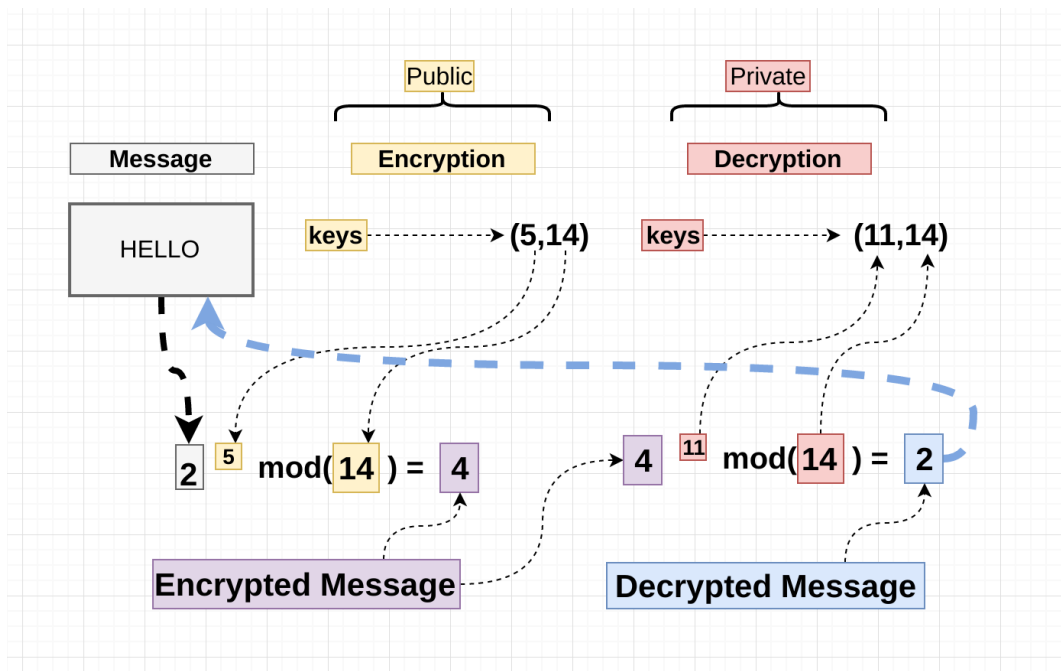 Public
Private
Message
Encryption
Decryption
HELLO
keys
(5,14)
keys
(11,14)
2 5 mod( 14 ) = 4
4 11 mod( 14 ) = 2
Encrypted Message
Decrypted Message